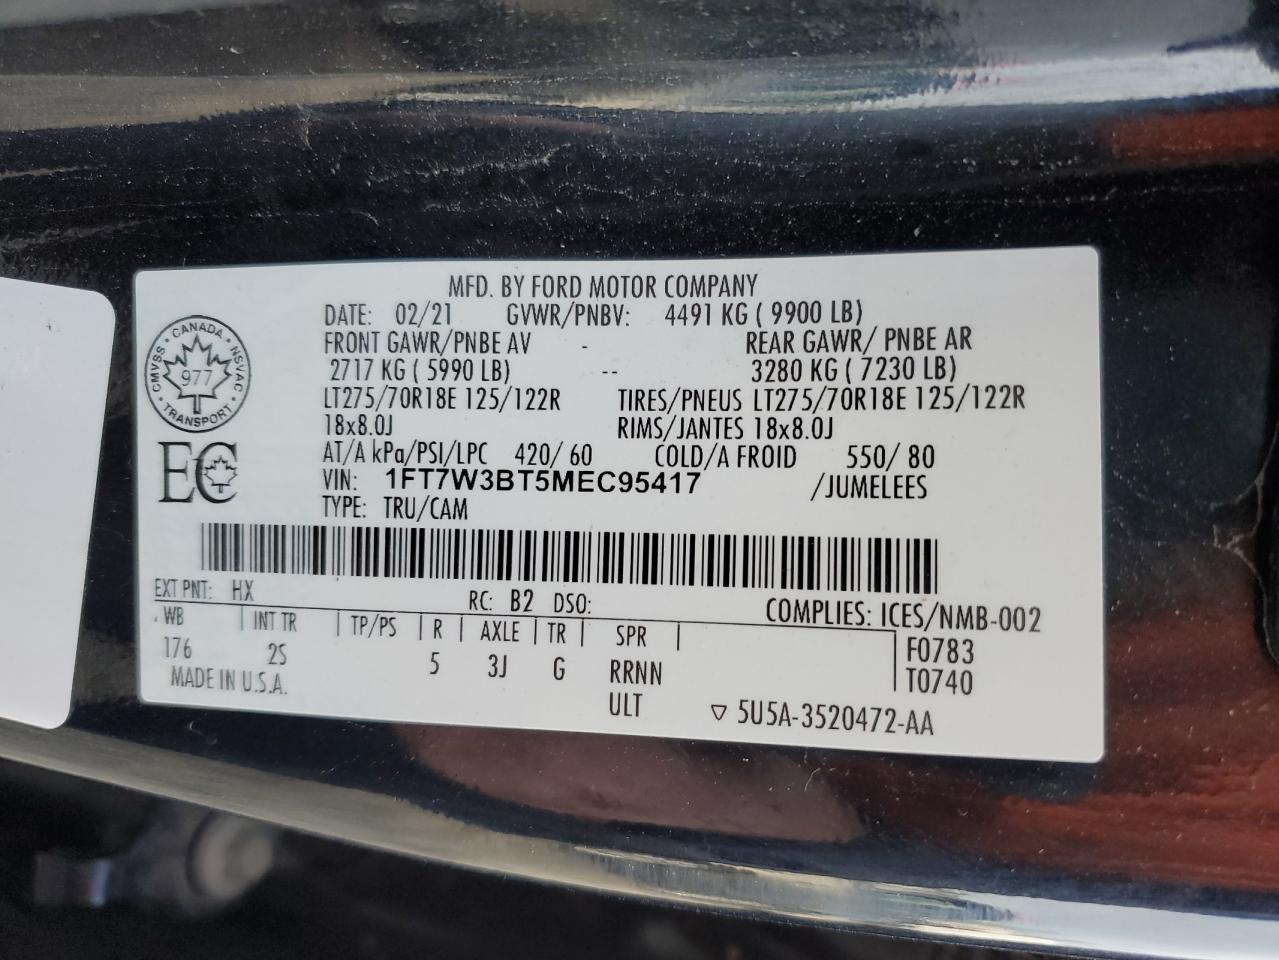 MFD. BY FORD MOTOR COMPANY
DATE: 02/21 GVWR/PNBV: 4491 KG ( 9900 LB)
FRONT GAWR/PNBE AV - REAR GAWR/ PNBE AR
2717 KG ( 5990 LB) -- 3280 KG ( 7230 LB)
LT275/70R18E 125/122R TIRES/PNEUS LT275/70R18E 125/122R
18x8.0J RIMS/JANTES 18x8.0J
AT/A kPa/PSI/LPC 420/ 60 COLD/A FROID 550/ 80
VIN: 1FT7W3BT5MEC95417 /JUMELEES
TYPE: TRU/CAM
CANADA
CMVSS NSVAC
977
TRANSPORT
EC
EXT PNT: HX RC: B2 DSO: COMPLIES: ICES/NMB-002
WB | INT TR | TP/PS | R | AXLE | TR | SPR | F0783
176 2S 5 3J G RRNN T0740
MADE IN U.S.A. ULT ▽ 5U5A-3520472-AA